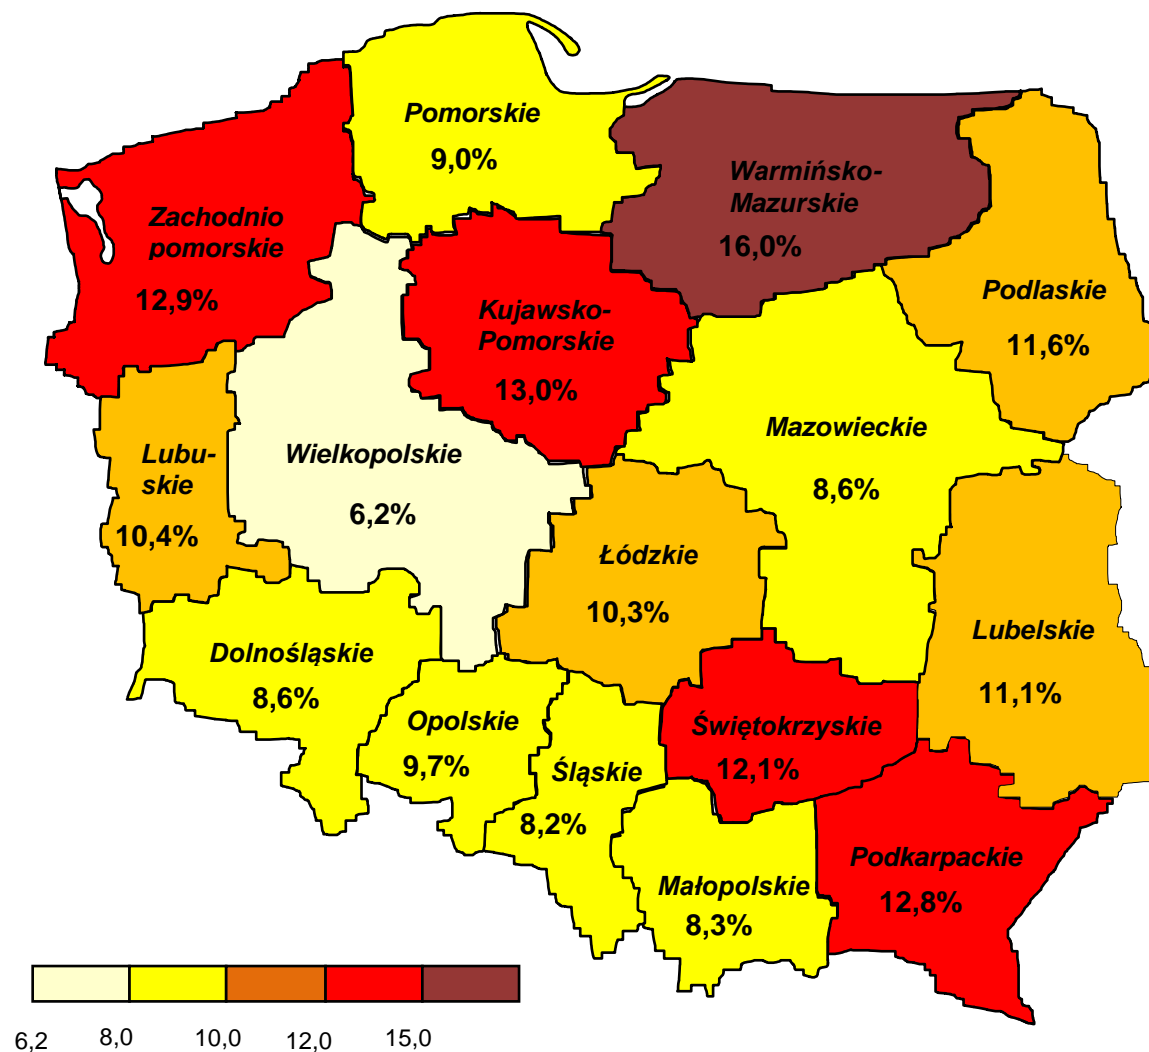 Pomorskie
9,0%
Warmińsko-
Mazurskie
16,0%
Zachodnio
pomorskie
12,9%
Podlaskie
11,6%
Kujawsko-
Pomorskie
13,0%
Mazowieckie
8,6%
Lubu-
skie
10,4%
Wielkopolskie
6,2%
Łódzkie
10,3%
Lubelskie
11,1%
Dolnośląskie
8,6%
Opolskie
9,7%
Śląskie
8,2%
Świętokrzyskie
12,1%
Małopolskie
8,3%
Podkarpackie
12,8%
6,2 8,0 10,0 12,0 15,0